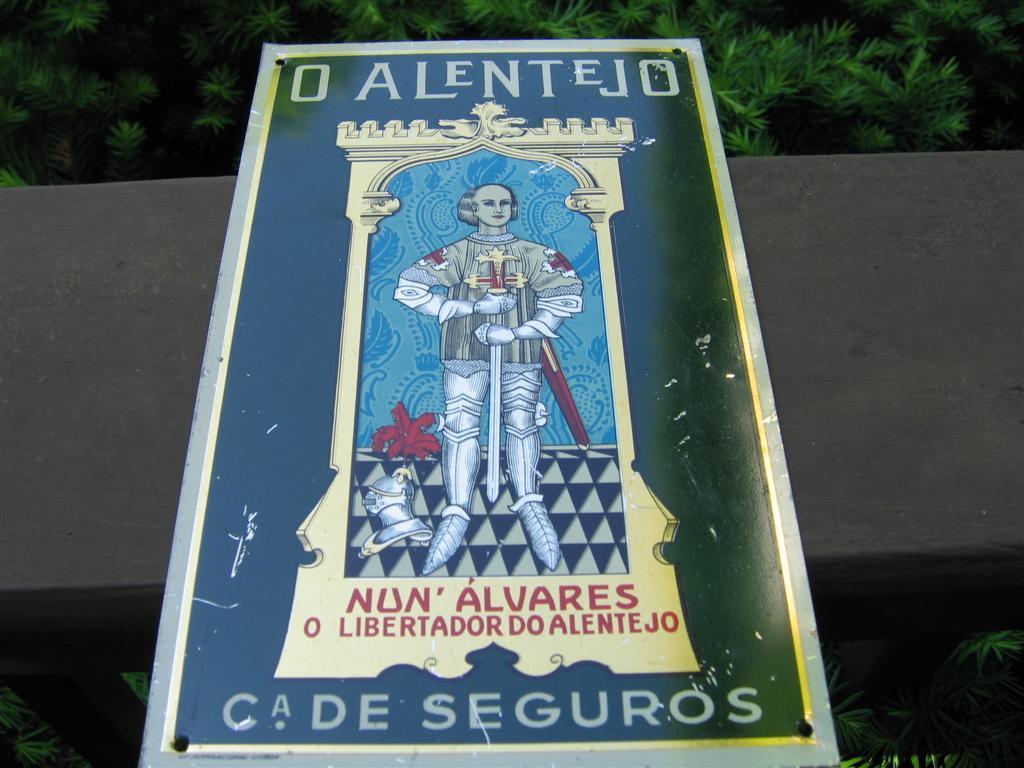 O ALENTEJO
NUN' ÁLVARES
O LIBERTADOR DO ALENTEJO
Cª. DE SEGUROS